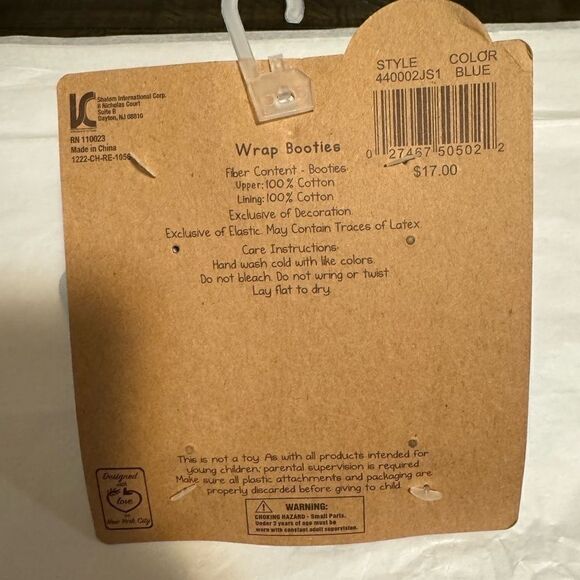 STYLE COLOR
440002JS1 BLUE
0 27467 50502 2
$17.00
Shalom International Corp.
8 Nicholas Court
Suite B
Dayton, NJ 08810
RN 110023
Made in China
1222-CH-RE-1056
Wrap Booties
Fiber Content - Booties:
Upper: 100% Cotton
Lining: 100% Cotton
Exclusive of Decoration.
Exclusive of Elastic. May Contain Traces of Latex.
Care Instructions:
Hand wash cold with like colors.
Do not bleach. Do not wring or twist.
Lay flat to dry.
This is not a toy. As with all products intended for
young children; parental supervision is required.
Make sure all plastic attachments and packaging are
properly discarded before giving to child.
Designed
with
love
in
New York City
WARNING:
CHOKING HAZARD - Small Parts.
Under 3 years of age must be
worn with constant adult supervision.